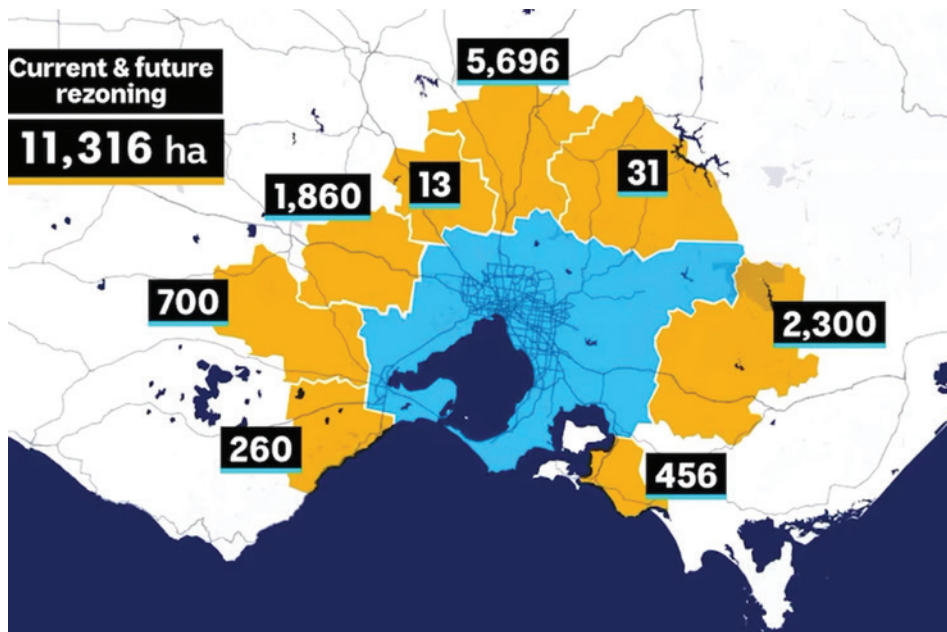 Current & future
rezoning
11,316 ha
5,696
13
31
1,860
700
2,300
260
456